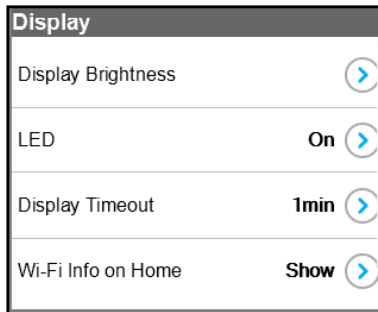 Display
Display Brightness
LED On
Display Timeout 1min
Wi-Fi Info on Home Show